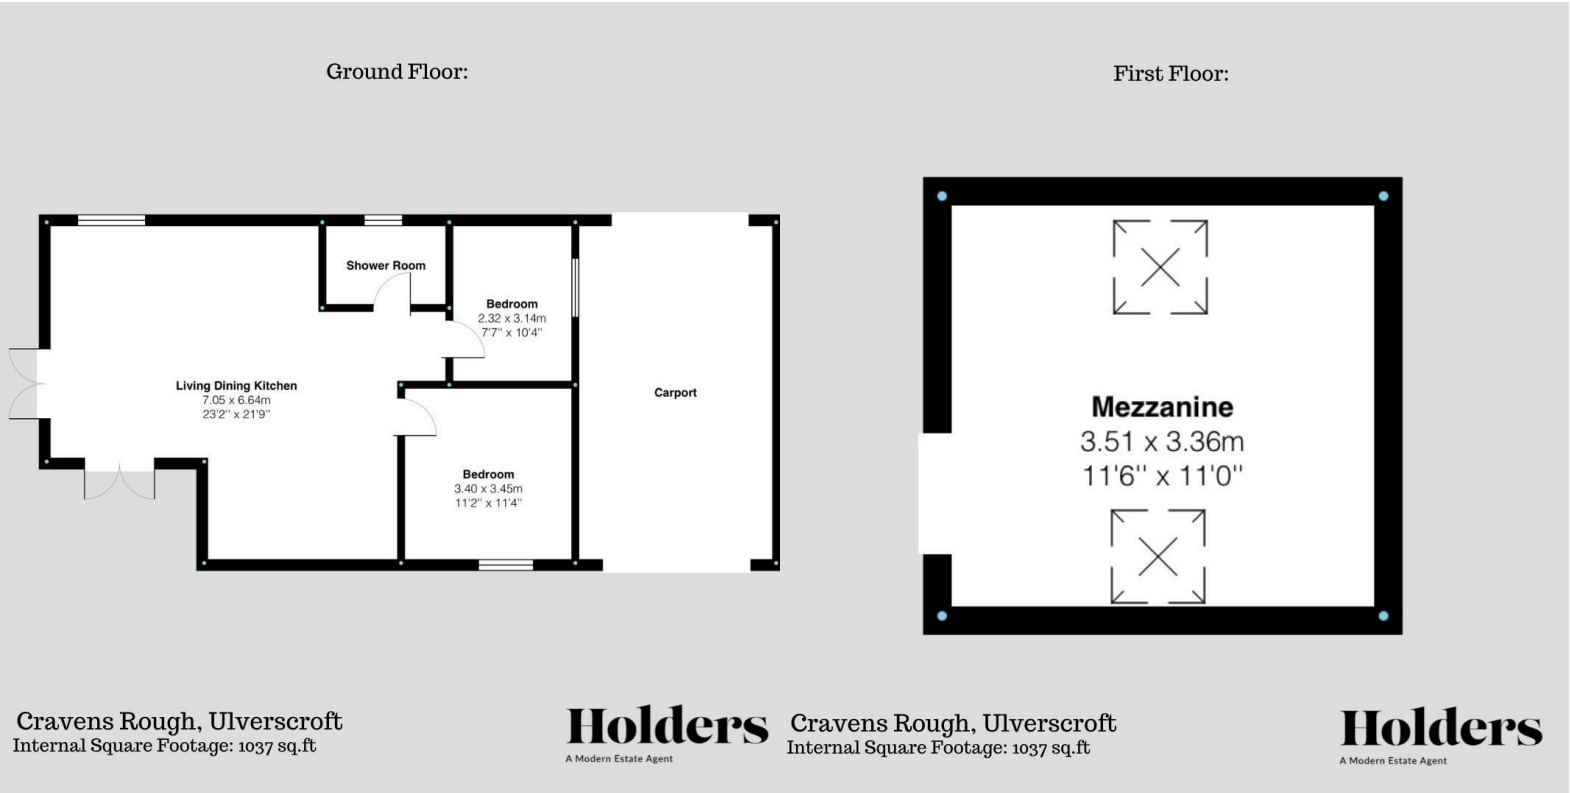 Ground Floor:
Shower Room
Bedroom
2.32 x 3.14m
7'7" x 10'4"
Living Dining Kitchen
7.05 x 6.64m
23'2" x 21'9"
Carport
Bedroom
3.40 x 3.45m
11'2" x 11'4"
Cravens Rough, Ulverscroft
Internal Square Footage: 1037 sq.ft
Holders
A Modern Estate Agent
First Floor:
Mezzanine
3.51 x 3.36m
11'6" x 11'0"
Cravens Rough, Ulverscroft
Internal Square Footage: 1037 sq.ft
Holders
A Modern Estate Agent